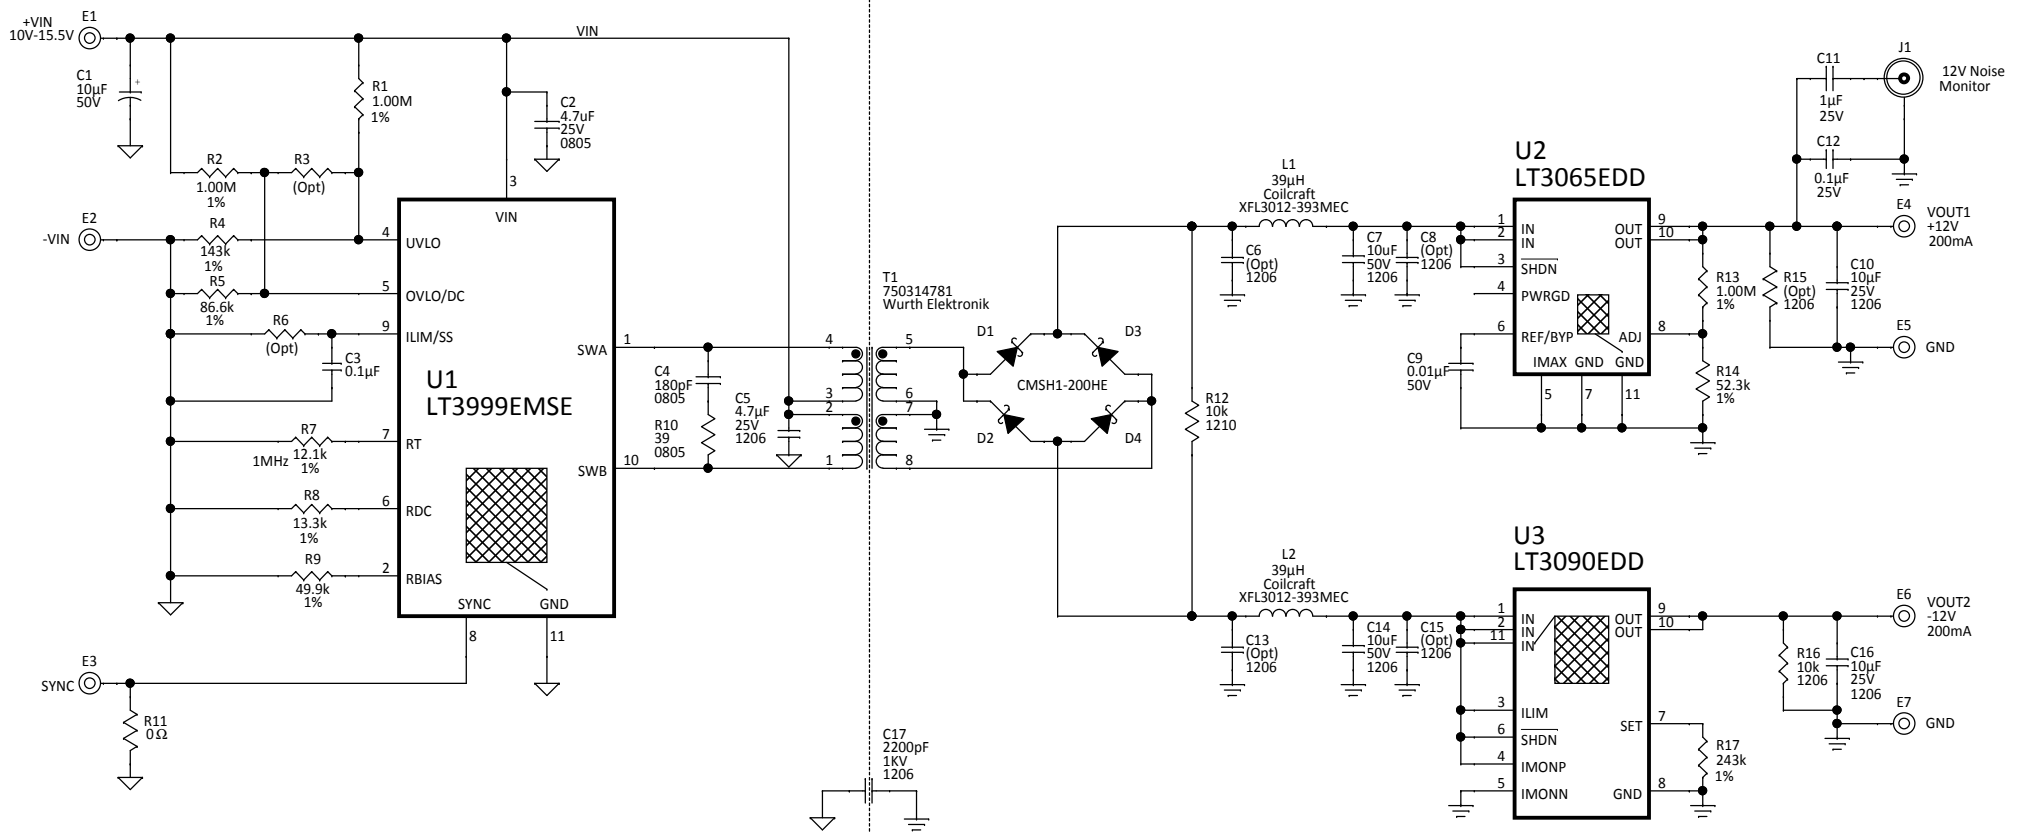 +VIN
10V-15.5V
E1
VIN
C1
10µF
50V
+
R1
1.00M
1%
C2
4.7uF
25V
0805
R2
1.00M
1%
R3
(Opt)
3
VIN
E2
-VIN
R4
143k
1%
4
UVLO
R5
86.6k
1%
5
OVLO/DC
R6
(Opt)
9
ILIM/SS
C3
0.1µF
U1
LT3999EMSE
R7
12.1k
1%
1MHz
7
RT
R8
13.3k
1%
6
RDC
R9
49.9k
1%
2
RBIAS
SYNC
GND
8
11
E3
SYNC
R11
0Ω
1
SWA
10
SWB
C4
180pF
0805
R10
39
0805
C5
4.7µF
25V
1206
T1
750314781
Wurth Elektronik
4
3
2
1
5
6
7
8
D1
D3
CMSH1-200HE
D2
D4
R12
10k
1210
C17
2200pF
1KV
1206
L1
39µH
Coilcraft
XFL3012-393MEC
C6
(Opt)
1206
C7
10uF
50V
1206
C8
(Opt)
1206
U2
LT3065EDD
1
IN
2
IN
3
SHDN
4
PWRGD
6
REF/BYP
IMAX
GND
GND
5
7
11
OUT
9
OUT
10
ADJ
8
C9
0.01µF
50V
R13
1.00M
1%
R14
52.3k
1%
R15
(Opt)
1206
C10
10µF
25V
1206
C11
1µF
25V
C12
0.1µF
25V
J1
12V Noise
Monitor
E4
VOUT1
+12V
200mA
E5
GND
L2
39µH
Coilcraft
XFL3012-393MEC
C13
(Opt)
1206
C14
10uF
50V
1206
C15
(Opt)
1206
U3
LT3090EDD
1
IN
2
IN
11
IN
3
ILIM
6
SHDN
4
IMONP
5
IMONN
OUT
9
OUT
10
SET
7
GND
8
R17
243k
1%
R16
10k
1206
C16
10µF
25V
1206
E6
VOUT2
-12V
200mA
E7
GND